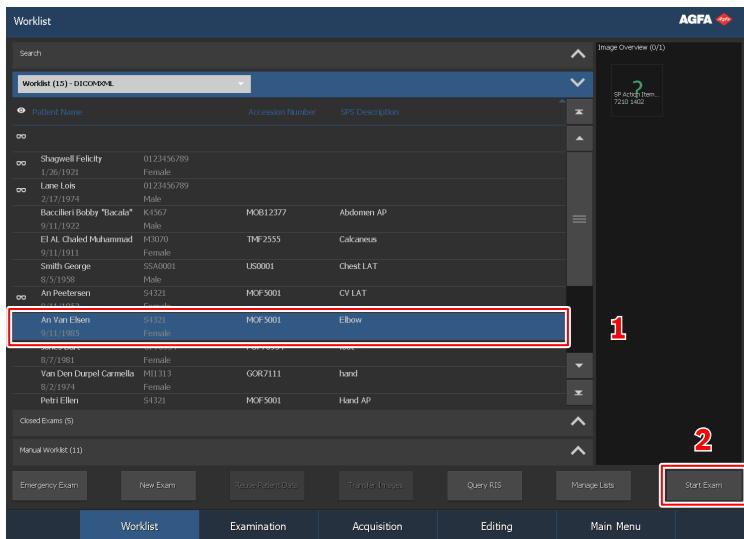 Worklist
AGFA
Search
Image Overview (0/1)
Worklist (15) - DICOMXML
?
SP Action Item...
7210 1402
Patient Name Accession Number SPS Description
Shagwell Felicity 0123456789
1/26/1921 Female
Lane Lois 0123456789
2/17/1974 Male
Baccilieri Bobby "Bacala" K4567 MOB12377 Abdomen AP
9/11/1922 Male
El AL Chaled Muhammad M3070 TMF2555 Calcaneus
9/11/1911 Female
Smith George SSA0001 US0001 Chest LAT
8/5/1958 Male
An Peetersen S4321 MOF5001 CV LAT
An Van Elsen S4321 MOF5001 Elbow
9/11/1985 Female
1
8/7/1981 Female
Van Den Durpel Carmella MI1313 GOR7111 hand
8/2/1974 Female
Petri Ellen S4321 MOF5001 Hand AP
Closed Exams (5)
Manual Worklist (11)
2
Emergency Exam New Exam Reuse Patient Data Transfer Images Query RIS Manage Lists Start Exam
Worklist Examination Acquisition Editing Main Menu